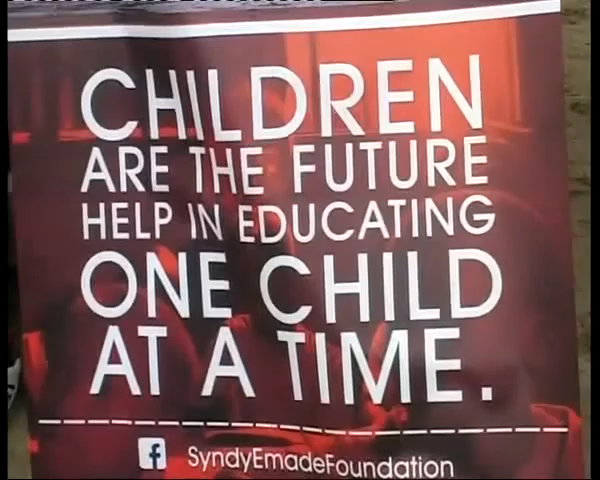 CHILDREN
ARE THE FUTURE
HELP IN EDUCATING
ONE CHILD
AT A TIME.
f SyndyEmadeFoundation